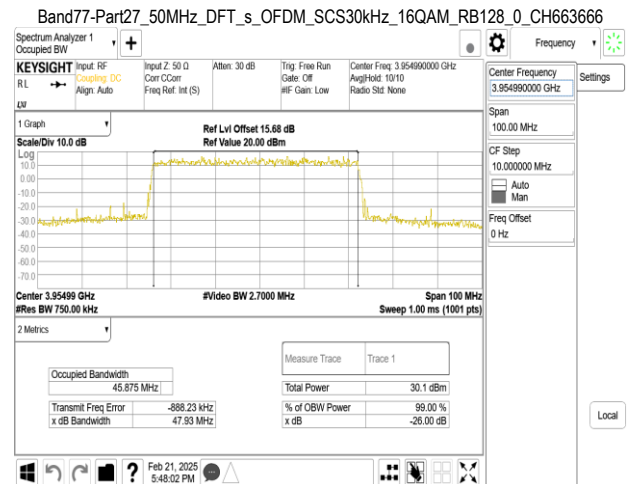 Band77-Part27_50MHz_DFT_s_OFDM_SCS30kHz_16QAM_RB128_0_CH663666
Spectrum Analyzer 1
Occupied BW
+
Frequency
KEYSIGHT
Input: RF
Input Z: 50 Ω
Atten: 30 dB
Trig: Free Run
Center Freq: 3.954990000 GHz
RL
Coupling: DC
Corr CCorr
Gate: Off
Avg|Hold: 10/10
Align: Auto
Freq Ref: Int (S)
#IF Gain: Low
Radio Std: None
LXI
Center Frequency
3.954990000 GHz
Settings
Span
100.00 MHz
CF Step
10.000000 MHz
Auto
Man
Freq Offset
0 Hz
Local
1 Graph
Ref Lvl Offset 15.68 dB
Scale/Div 10.0 dB
Ref Value 20.00 dBm
Log
10.0
0.00
-10.0
-20.0
-30.0
-40.0
-50.0
-60.0
-70.0
Center 3.95499 GHz
#Video BW 2.7000 MHz
Span 100 MHz
#Res BW 750.00 kHz
Sweep 1.00 ms (1001 pts)
2 Metrics
Measure Trace
Trace 1
Occupied Bandwidth
45.875 MHz
Total Power
30.1 dBm
Transmit Freq Error
-888.23 kHz
% of OBW Power
99.00 %
x dB Bandwidth
47.93 MHz
x dB
-26.00 dB
?
Feb 21, 2025
5:48:02 PM